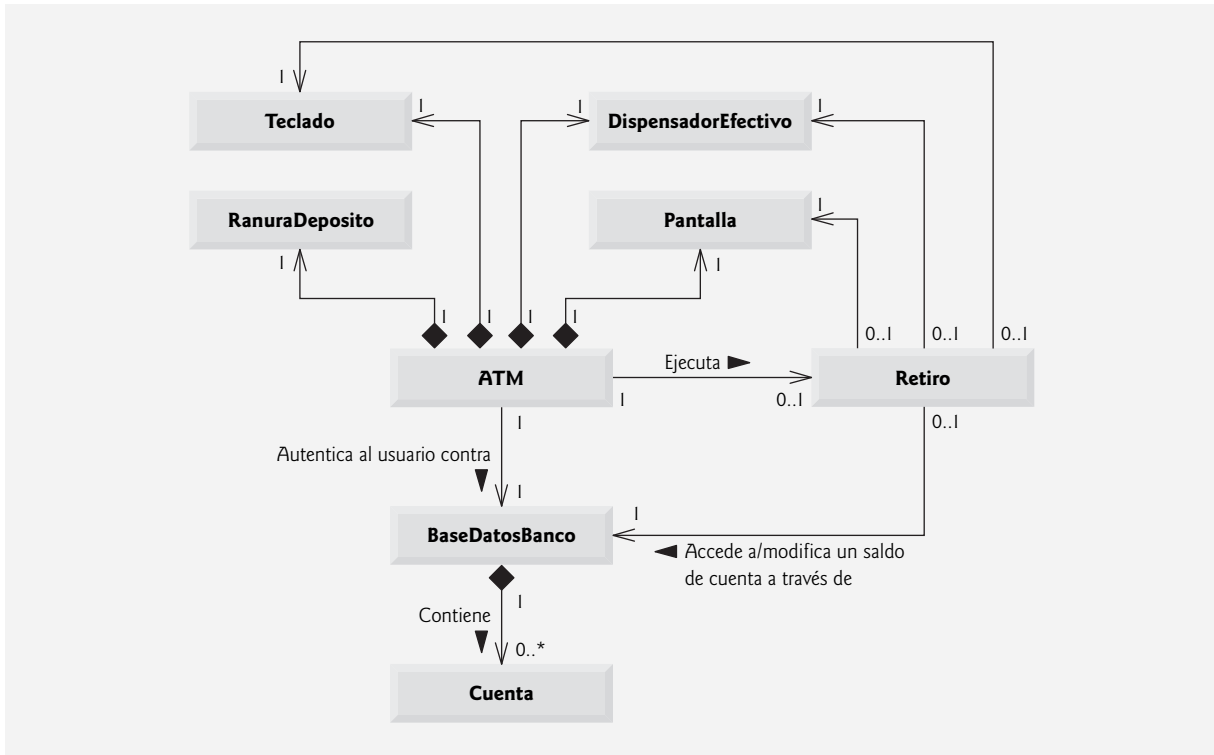 1
1
1
1
Teclado
DispensadorEfectivo
1
RanuraDeposito
Pantalla
1
1
1
1
1
1
0..1
0..1
0..1
Ejecuta
ATM
Retiro
1
0..1
1
0..1
Autentica al usuario contra
1
1
BaseDatosBanco
Accede a/modifica un saldo
de cuenta a través de
1
Contiene
0..*
Cuenta